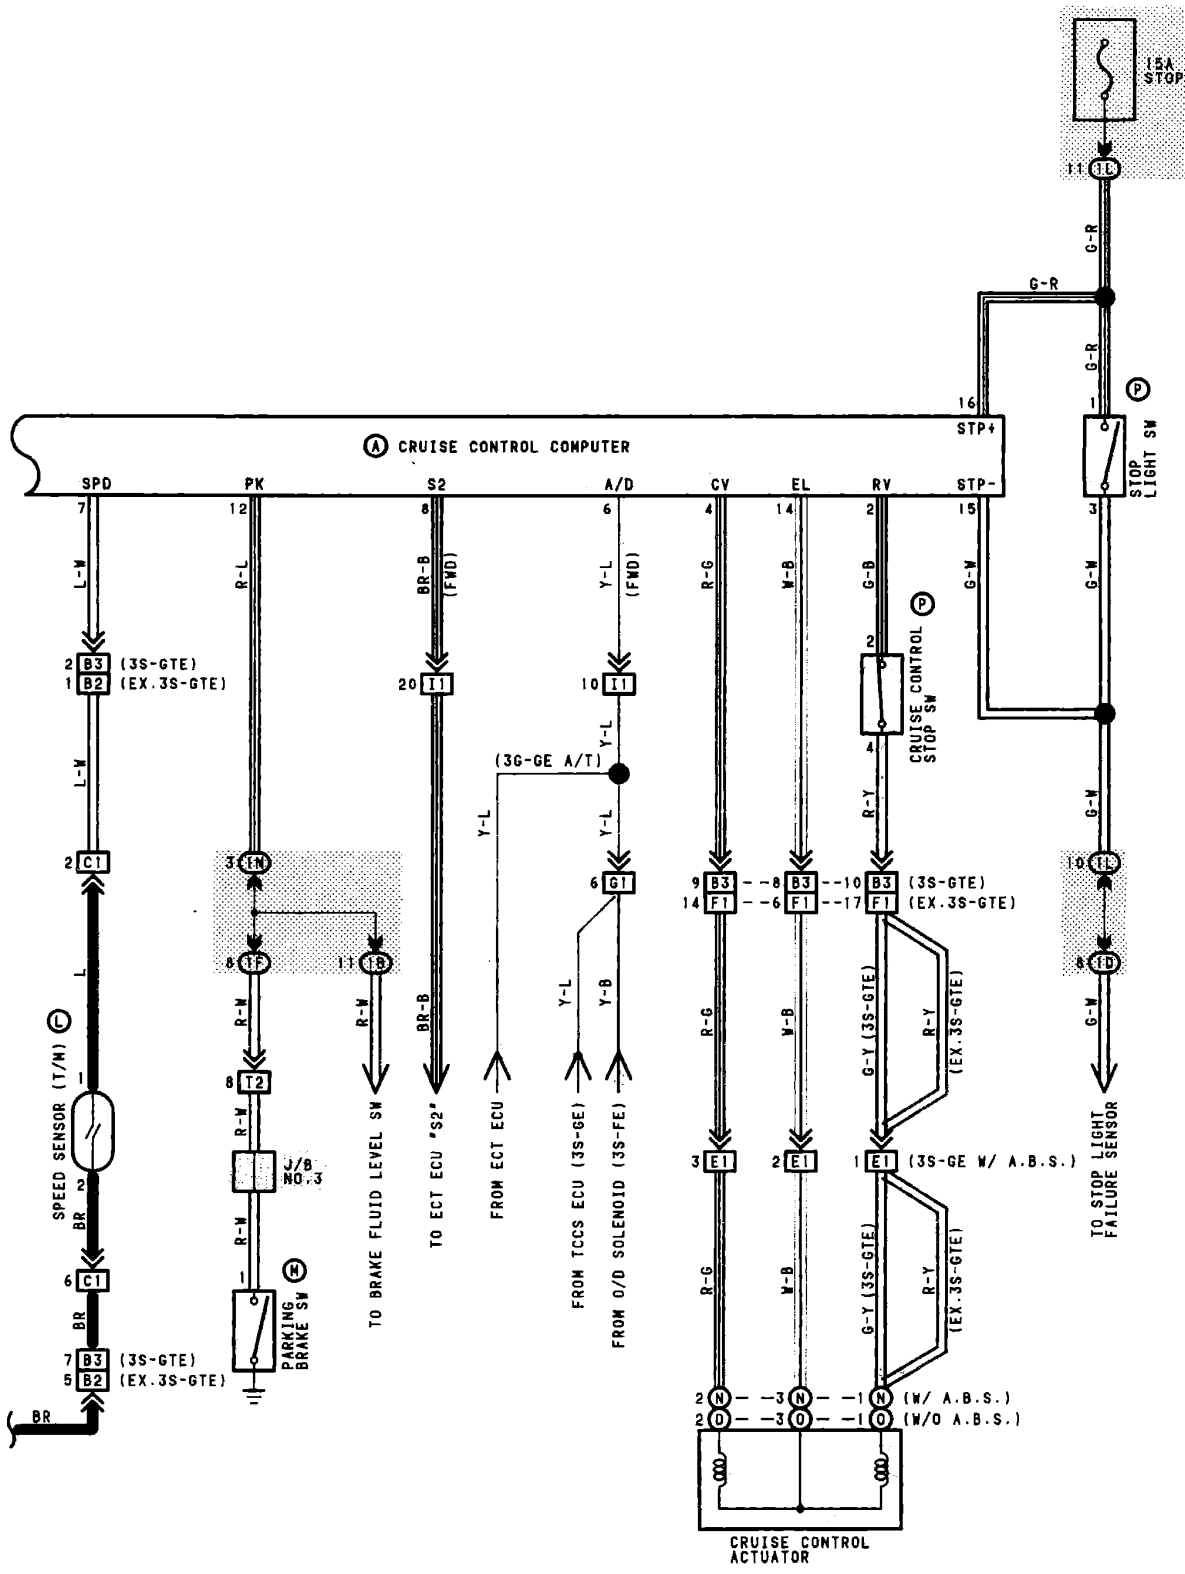 15A
STOP
11 1L
G-R
G-R
G-R
16
1
P
STP+
A CRUISE CONTROL COMPUTER
STOP
LIGHT SW
SPD PK S2 A/D CV EL RV STP-
7 12 8 6 4 14 2 15 3
L-W
R-L
BR-B
(FWD)
Y-L
(FWD)
R-G
W-B
G-B
G-W
G-W
P
2
CRUISE CONTROL
STOP SW
4
2 B3 (3S-GTE)
1 B2 (EX.3S-GTE)
20 I1
10 I1
Y-L
(3G-GE A/T)
L-W
Y-L
Y-L
R-Y
G-W
2 C1
3 1N
6 G1
9 B3 --8 B3 --10 B3 (3S-GTE)
14 F1 --6 F1 --17 F1 (EX.3S-GTE)
10 1L
8 1F
11 1B
8 1D
L
R-W
R-W
BR-B
Y-L
Y-B
R-G
W-B
G-Y (3S-GTE)
R-Y
(EX.3S-GTE)
G-W
L
SPEED SENSOR (T/M)
1
2
8 T2
R-W
J/B
NO.3
R-W
TO BRAKE FLUID LEVEL SW
TO ECT ECU "S2"
FROM ECT ECU
FROM TCCS ECU (3S-GE)
FROM O/D SOLENOID (3S-FE)
3 E1 2 E1 1 E1 (3S-GE W/ A.B.S.)
TO STOP LIGHT
FAILURE SENSOR
BR
6 C1
BR
M
1
PARKING
BRAKE SW
R-G
W-B
G-Y (3S-GTE)
R-Y
(EX.3S-GTE)
7 B3 (3S-GTE)
5 B2 (EX.3S-GTE)
BR
2 N --3 N --1 N (W/ A.B.S.)
2 O --3 O --1 O (W/O A.B.S.)
CRUISE CONTROL
ACTUATOR